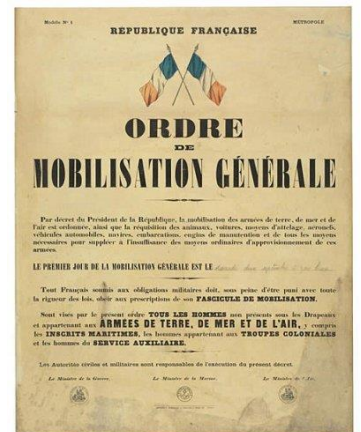 Modèle N° 1
MÉTROPOLE
RÉPUBLIQUE FRANÇAISE
ORDRE
DE
MOBILISATION GÉNÉRALE
Par décret du Président de la République, la mobilisation des armées de terre, de mer et de
l'air est ordonnée, ainsi que la réquisition des animaux, voitures, moyens d'attelage, aéronefs,
véhicules automobiles, navires, embarcations, engins de manutention et de tous les moyens
nécessaires pour suppléer à l'insuffisance des moyens ordinaires d'approvisionnement de ces
armées.
LE PREMIER JOUR DE LA MOBILISATION GÉNÉRALE EST LE
Tout Français soumis aux obligations militaires doit, sous peine d'être puni avec toute
la rigueur des lois, obéir aux prescriptions de son FASCICULE DE MOBILISATION.
Sont visés par le présent ordre TOUS LES HOMMES non présents sous les Drapeaux
et appartenant aux ARMÉES DE TERRE, DE MER ET DE L'AIR, y compris
les INSCRITS MARITIMES, les hommes appartenant aux TROUPES COLONIALES
et les hommes du SERVICE AUXILIAIRE.
Les Autorités civiles et militaires sont responsables de l'exécution du présent décret.
Le Ministre de la Guerre, Le Ministre de la Marine, Le Ministre de l'Air,